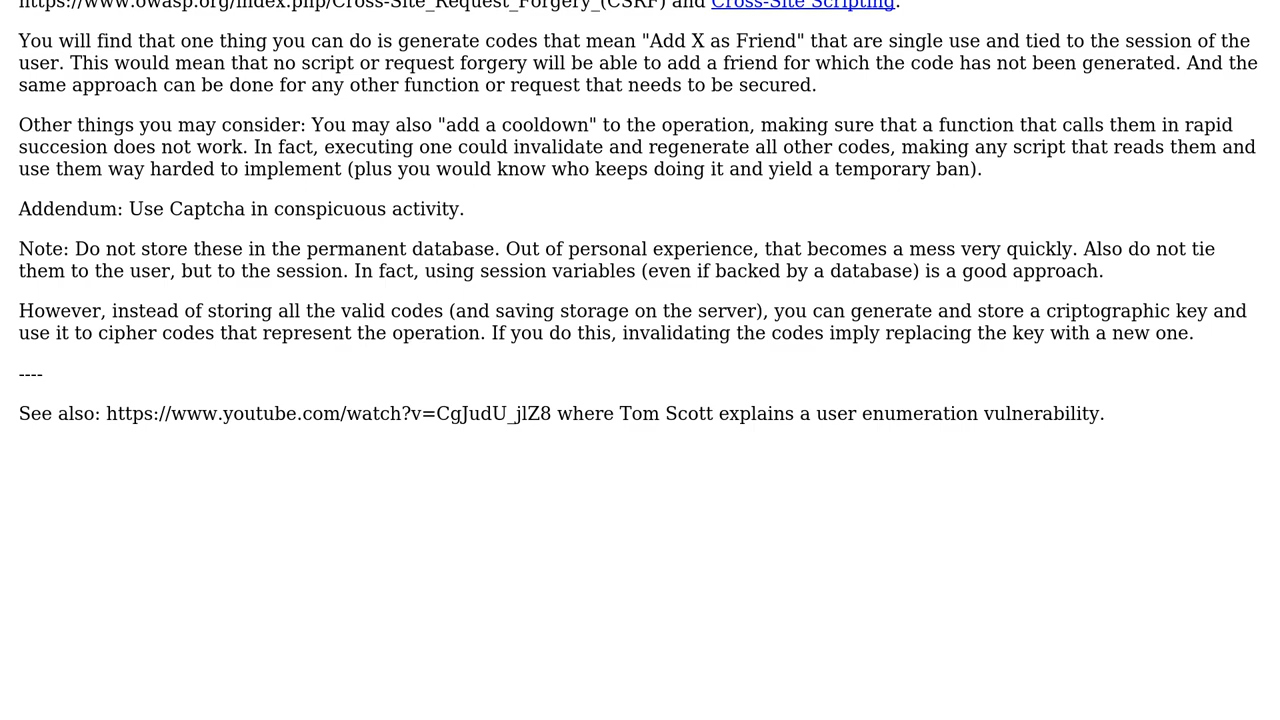 https://www.owasp.org/index.php/Cross-Site_Request_Forgery_(CSRF) and Cross-Site Scripting.
You will find that one thing you can do is generate codes that mean "Add X as Friend" that are single use and tied to the session of the
user. This would mean that no script or request forgery will be able to add a friend for which the code has not been generated. And the
same approach can be done for any other function or request that needs to be secured.
Other things you may consider: You may also "add a cooldown" to the operation, making sure that a function that calls them in rapid
succesion does not work. In fact, executing one could invalidate and regenerate all other codes, making any script that reads them and
use them way harded to implement (plus you would know who keeps doing it and yield a temporary ban).
Addendum: Use Captcha in conspicuous activity.
Note: Do not store these in the permanent database. Out of personal experience, that becomes a mess very quickly. Also do not tie
them to the user, but to the session. In fact, using session variables (even if backed by a database) is a good approach.
However, instead of storing all the valid codes (and saving storage on the server), you can generate and store a criptographic key and
use it to cipher codes that represent the operation. If you do this, invalidating the codes imply replacing the key with a new one.
----
See also: https://www.youtube.com/watch?v=CgJudU_jlZ8 where Tom Scott explains a user enumeration vulnerability.